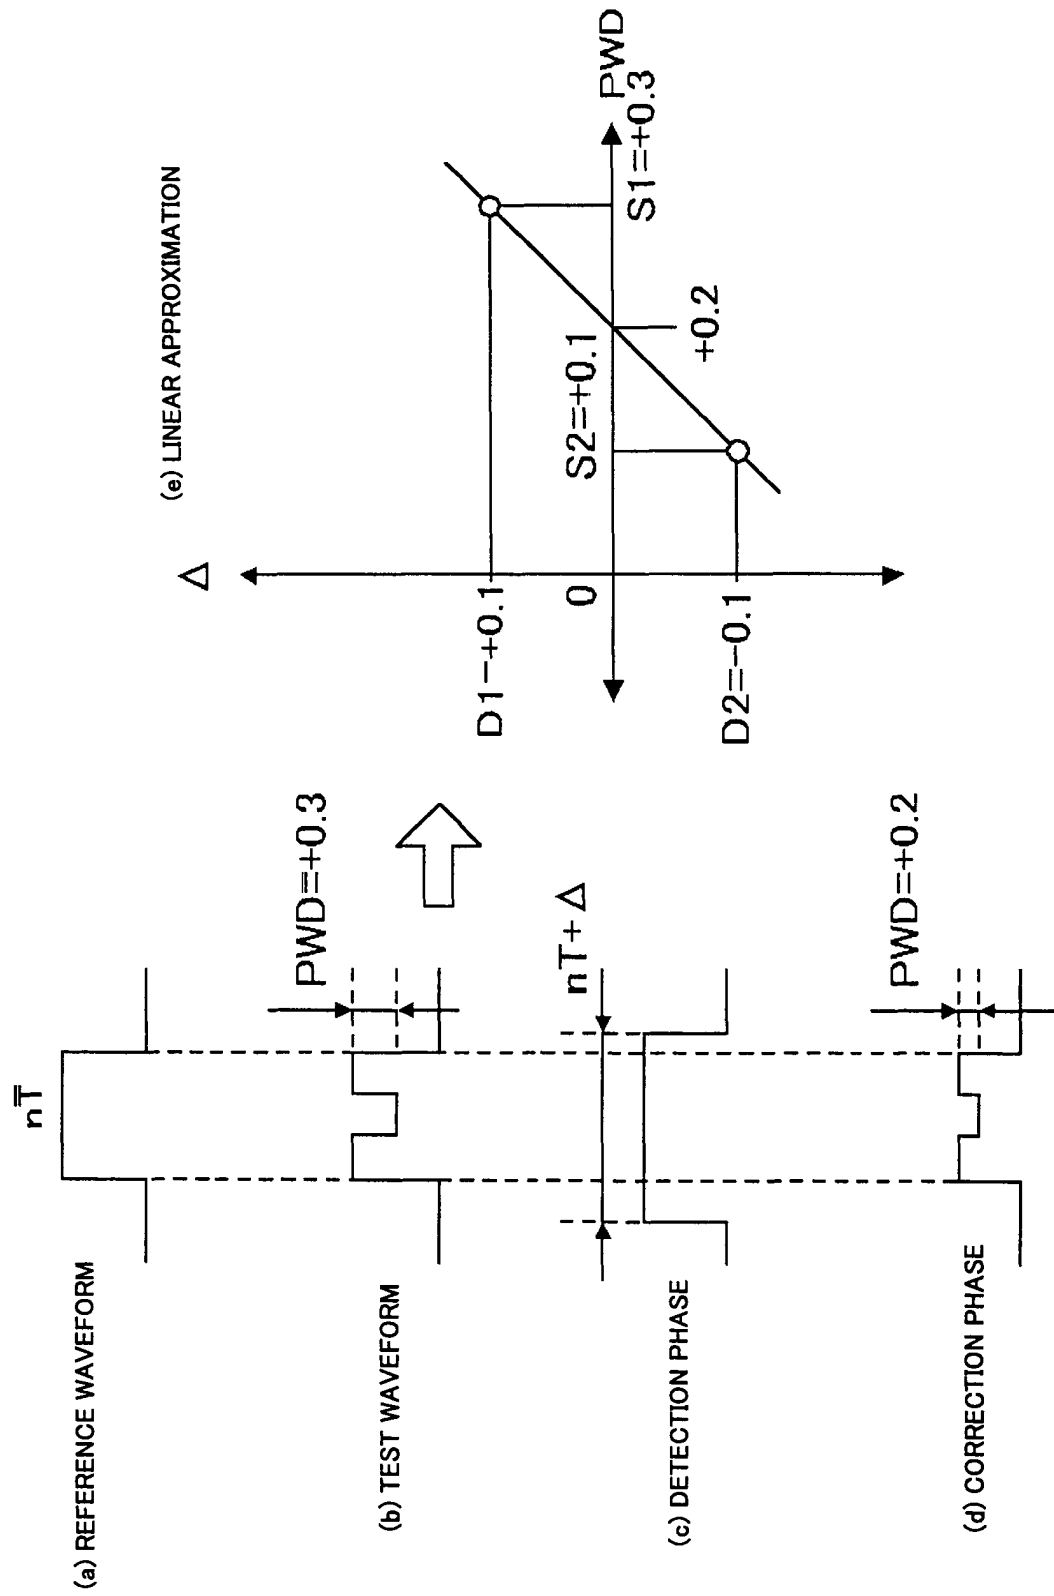 (a) REFERENCE WAVEFORM
nT
(b) TEST WAVEFORM
PWD=+0.3
(c) DETECTION PHASE
nT+Δ
(d) CORRECTION PHASE
PWD=+0.2
(e) LINEAR APPROXIMATION
Δ
D1-+0.1
0
D2=-0.1
S2=+0.1
+0.2
S1=+0.3
PWD